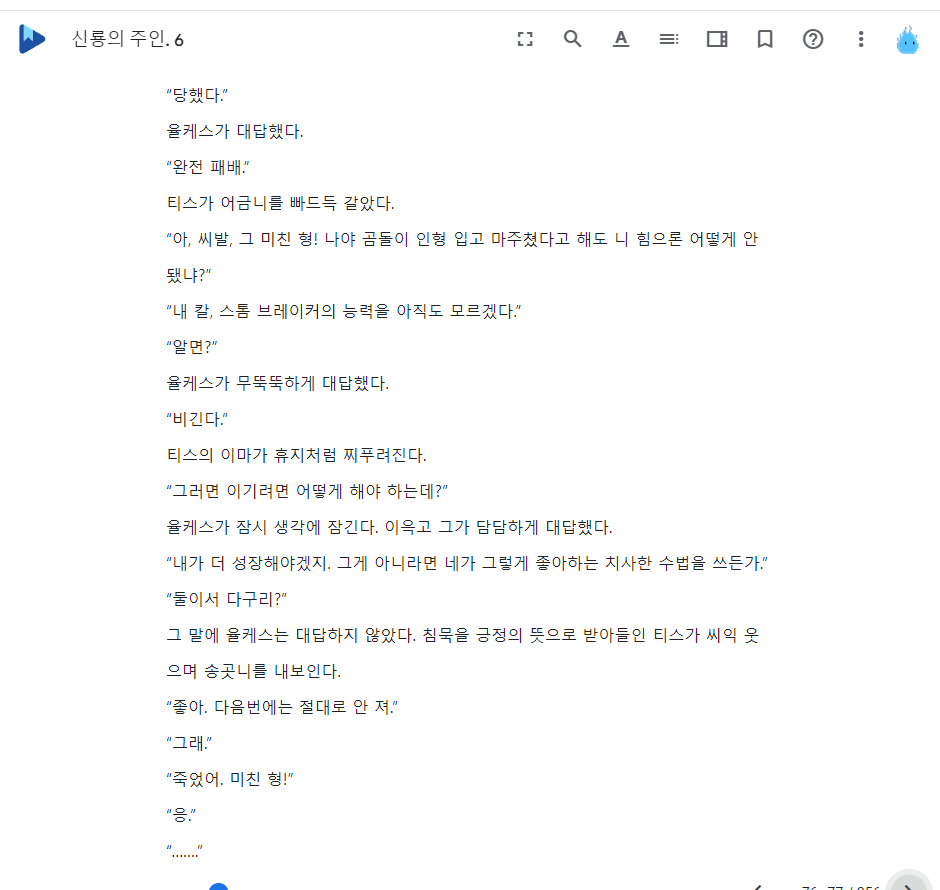 신룡의 주인. 6
“당했다.”
율케스가 대답했다.
“완전 패배.”
티스가 어금니를 빠드득 갈았다.
“아, 씨발, 그 미친 형! 나야 곰돌이 인형 입고 마주쳤다고 해도 니 힘으론 어떻게 안
됐냐?”
“내 칼, 스톰 브레이커의 능력을 아직도 모르겠다.”
“알면?”
율케스가 무뚝뚝하게 대답했다.
“비긴다.”
티스의 이마가 휴지처럼 찌푸려진다.
“그러면 이기려면 어떻게 해야 하는데?”
율케스가 잠시 생각에 잠긴다. 이윽고 그가 담담하게 대답했다.
“내가 더 성장해야겠지. 그게 아니라면 네가 그렇게 좋아하는 치사한 수법을 쓰든가.”
“둘이서 다구리?”
그 말에 율케스는 대답하지 않았다. 침묵을 긍정의 뜻으로 받아들인 티스가 씨익 웃
으며 송곳니를 내보인다.
“좋아. 다음번에는 절대로 안 져.”
“그래.”
“죽었어. 미친 형!”
“응.”
“…….”